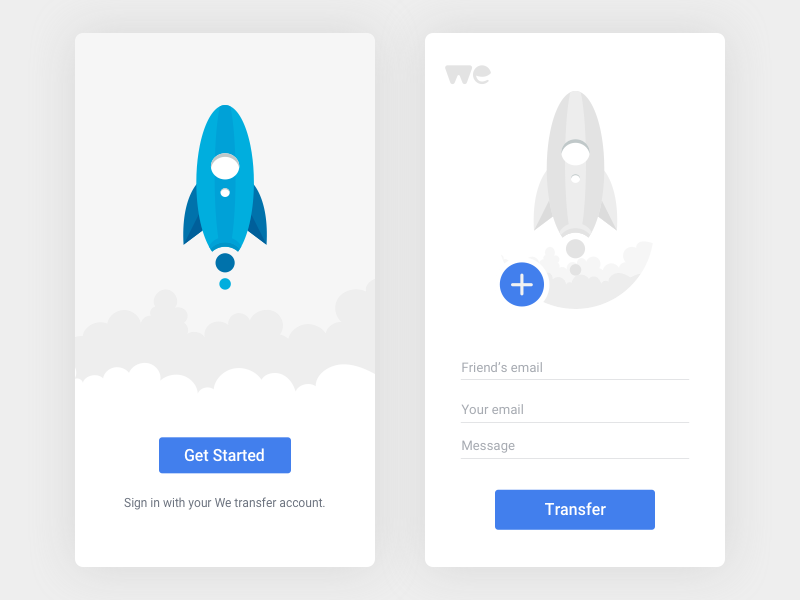 Get Started
Sign in with your We transfer account.
we
Friend's email
Your email
Message
Transfer